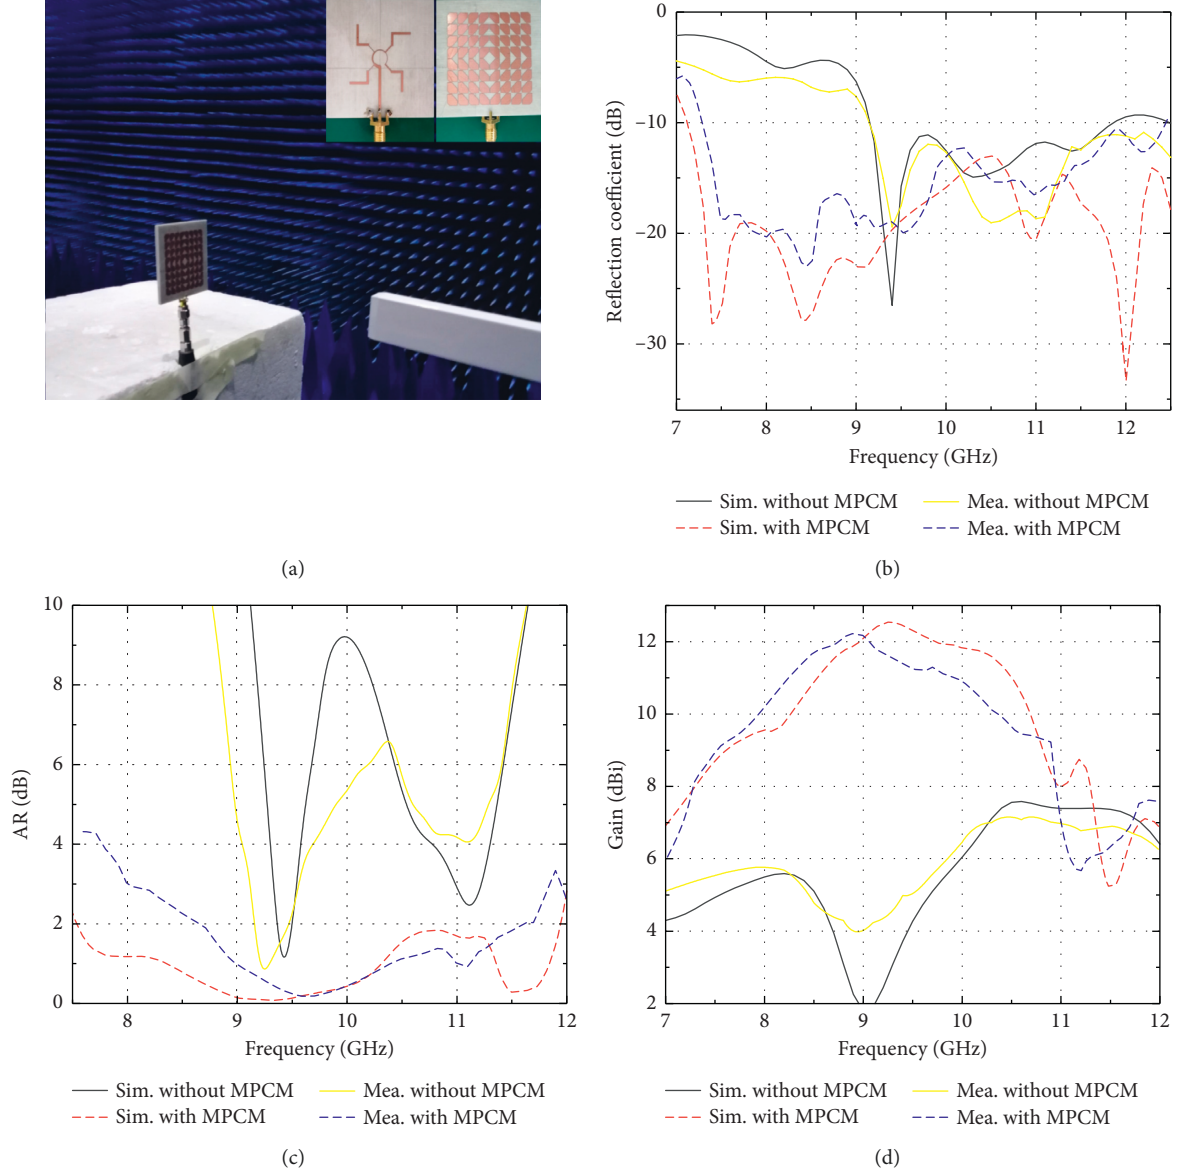 (a)
0
−10
−20
−30
Reflection coefficient (dB)
7 8 9 10 11 12
Frequency (GHz)
Sim. without MPCM
Sim. with MPCM
Mea. without MPCM
Mea. with MPCM
(b)
10
8
6
4
2
0
AR (dB)
8 9 10 11 12
Frequency (GHz)
Sim. without MPCM
Sim. with MPCM
Mea. without MPCM
Mea. with MPCM
(c)
12
10
8
6
4
2
Gain (dBi)
7 8 9 10 11 12
Frequency (GHz)
Sim. without MPCM
Sim. with MPCM
Mea. without MPCM
Mea. with MPCM
(d)